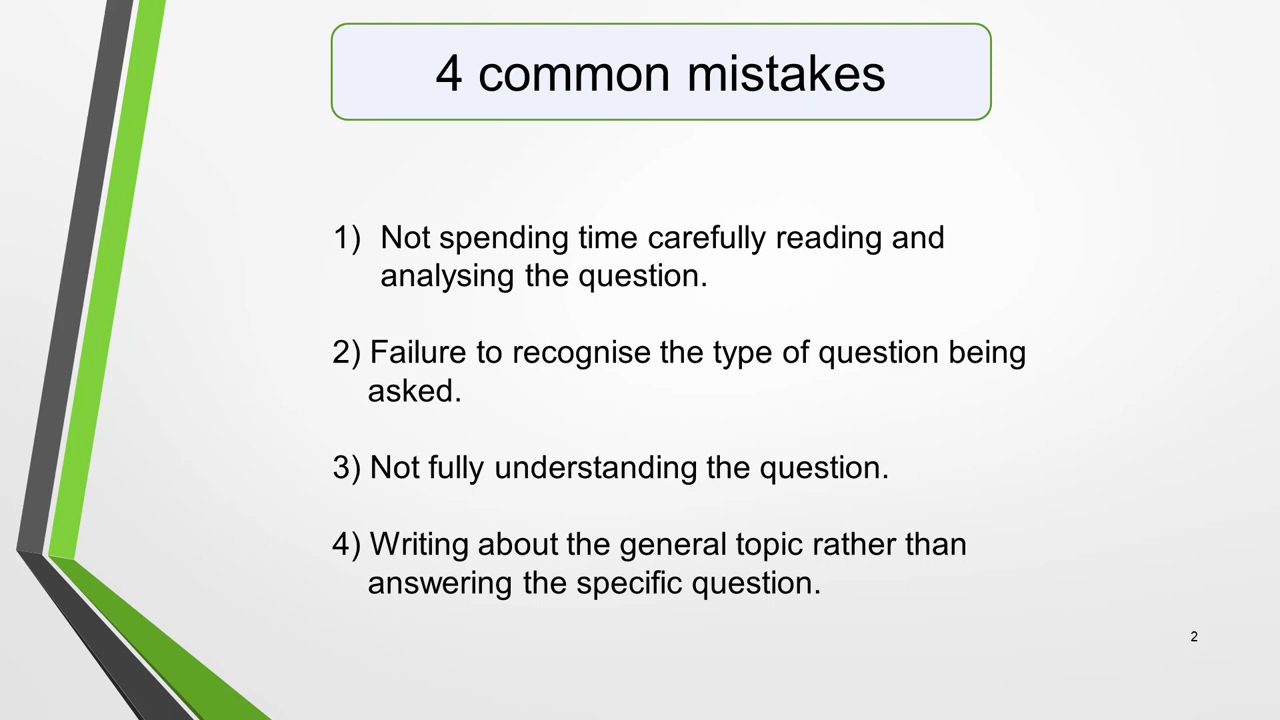 4 common mistakes
1) Not spending time carefully reading and
analysing the question.
2) Failure to recognise the type of question being
asked.
3) Not fully understanding the question.
4) Writing about the general topic rather than
answering the specific question.
2